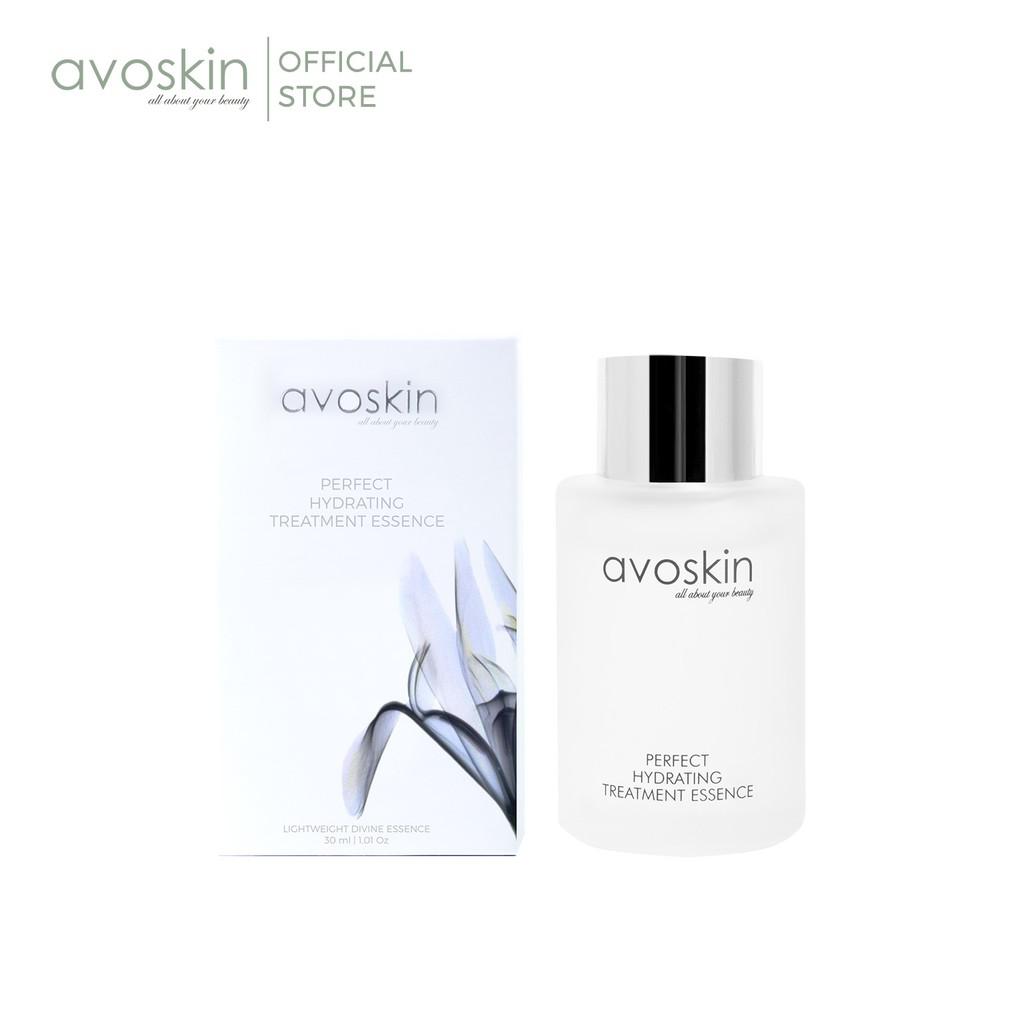 avoskin
all about your beauty
OFFICIAL
STORE
avoskin
all about your beauty
PERFECT
HYDRATING
TREATMENT ESSENCE
LIGHTWEIGHT DIVINE ESSENCE
30 ml | 1.01 Oz
avoskin
all about your beauty
PERFECT
HYDRATING
TREATMENT ESSENCE